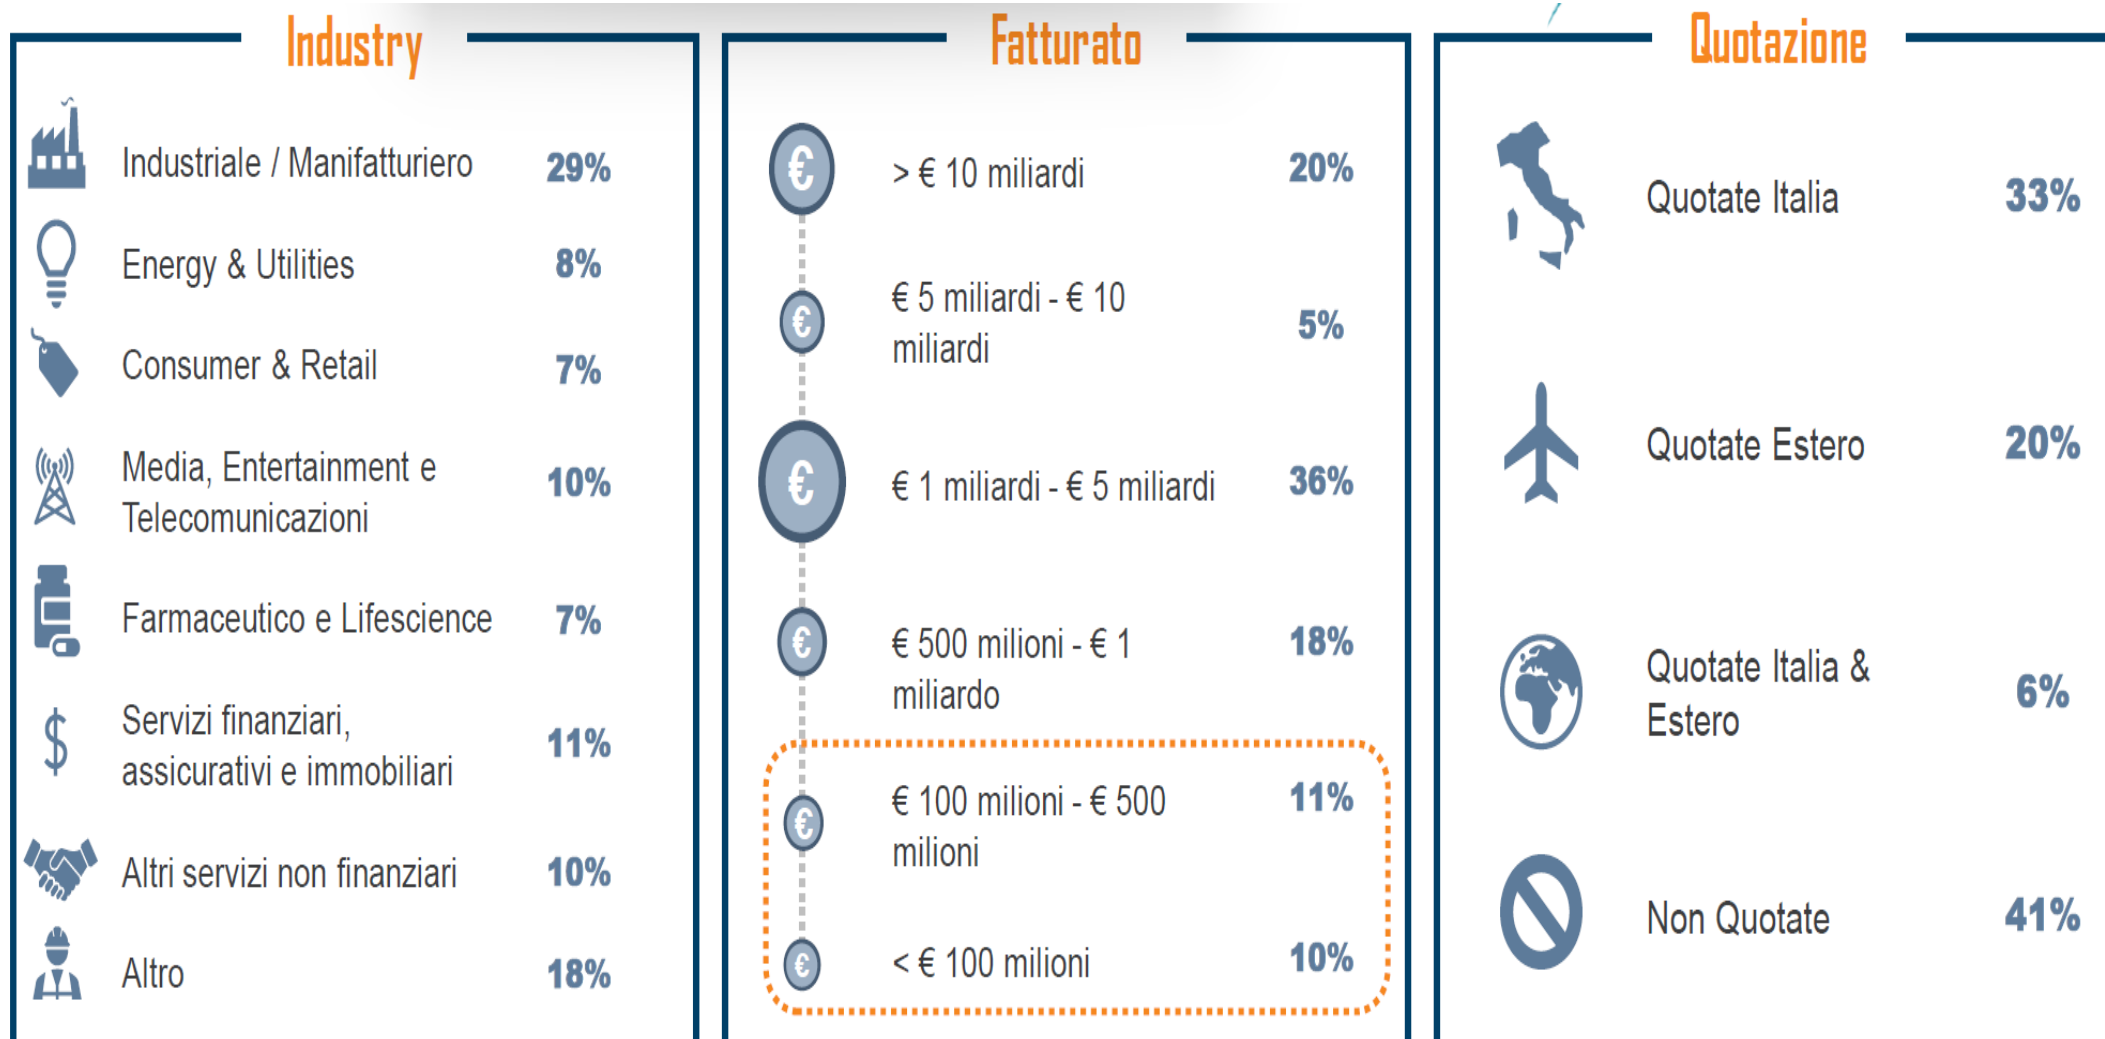 Industry
Industriale / Manifatturiero 29%
Energy & Utilities 8%
Consumer & Retail 7%
Media, Entertainment e
Telecomunicazioni 10%
Farmaceutico e Lifescience 7%
Servizi finanziari,
assicurativi e immobiliari 11%
Altri servizi non finanziari 10%
Altro 18%
Fatturato
€ > € 10 miliardi 20%
€ € 5 miliardi - € 10
miliardi 5%
€ € 1 miliardi - € 5 miliardi 36%
€ € 500 milioni - € 1 18%
miliardo
€ € 100 milioni - € 500 11%
milioni
€ < € 100 milioni 10%
Quotazione
Quotate Italia 33%
Quotate Estero 20%
Quotate Italia &
Estero 6%
Non Quotate 41%